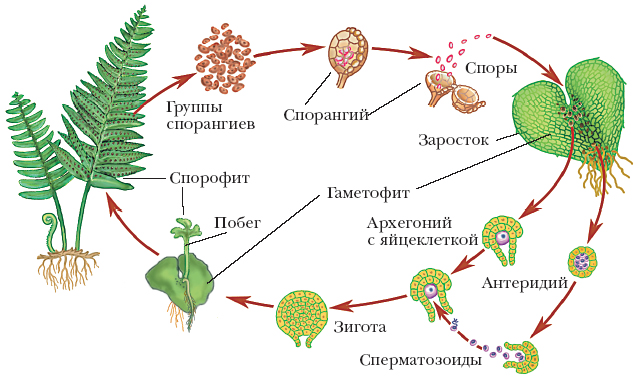 Группы
спорангиев
Спорангий
Споры
Заросток
Спорофит
Гаметофит
Побег
Архегоний
с яйцеклеткой
Антеридий
Зигота
Сперматозоиды